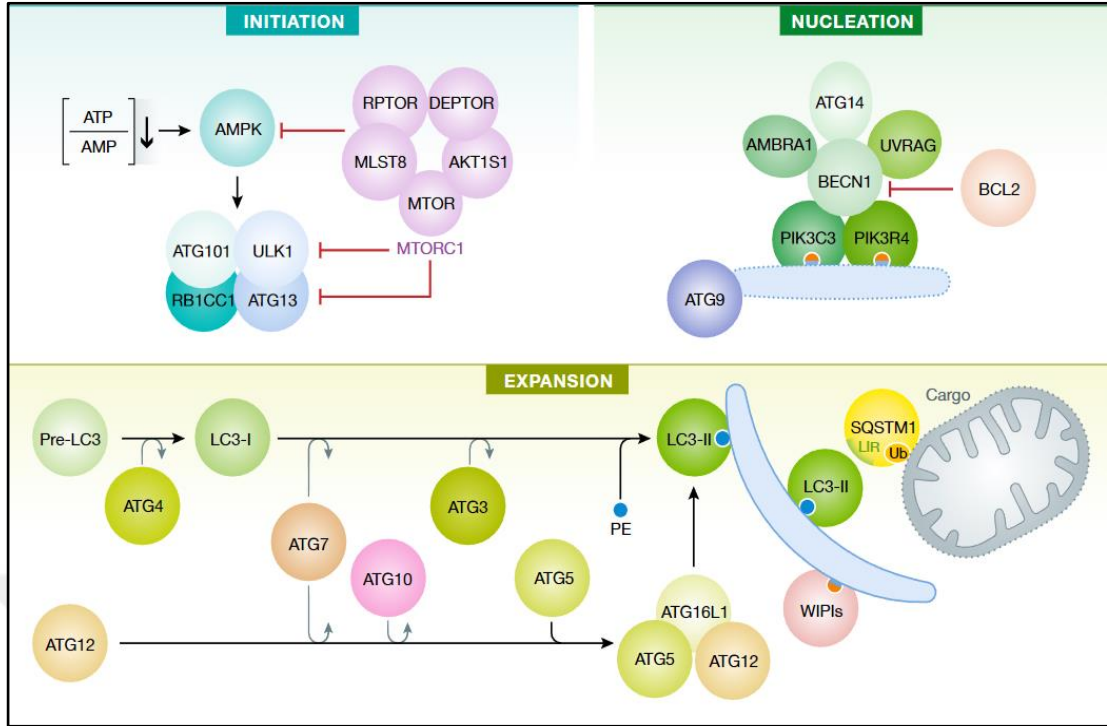 INITIATION
ATP
AMP
AMPK
RPTOR
DEPTOR
MLST8
AKT1S1
MTOR
MTORC1
ATG101
ULK1
RB1CC1
ATG13
NUCLEATION
ATG14
AMBRA1
UVRAG
BECN1
BCL2
PIK3C3
PIK3R4
ATG9
EXPANSION
Pre-LC3
LC3-I
ATG4
ATG7
ATG3
PE
LC3-II
ATG10
ATG5
ATG12
ATG16L1
ATG5
ATG12
Cargo
SQSTM1
LIR
Ub
LC3-II
WIPIs